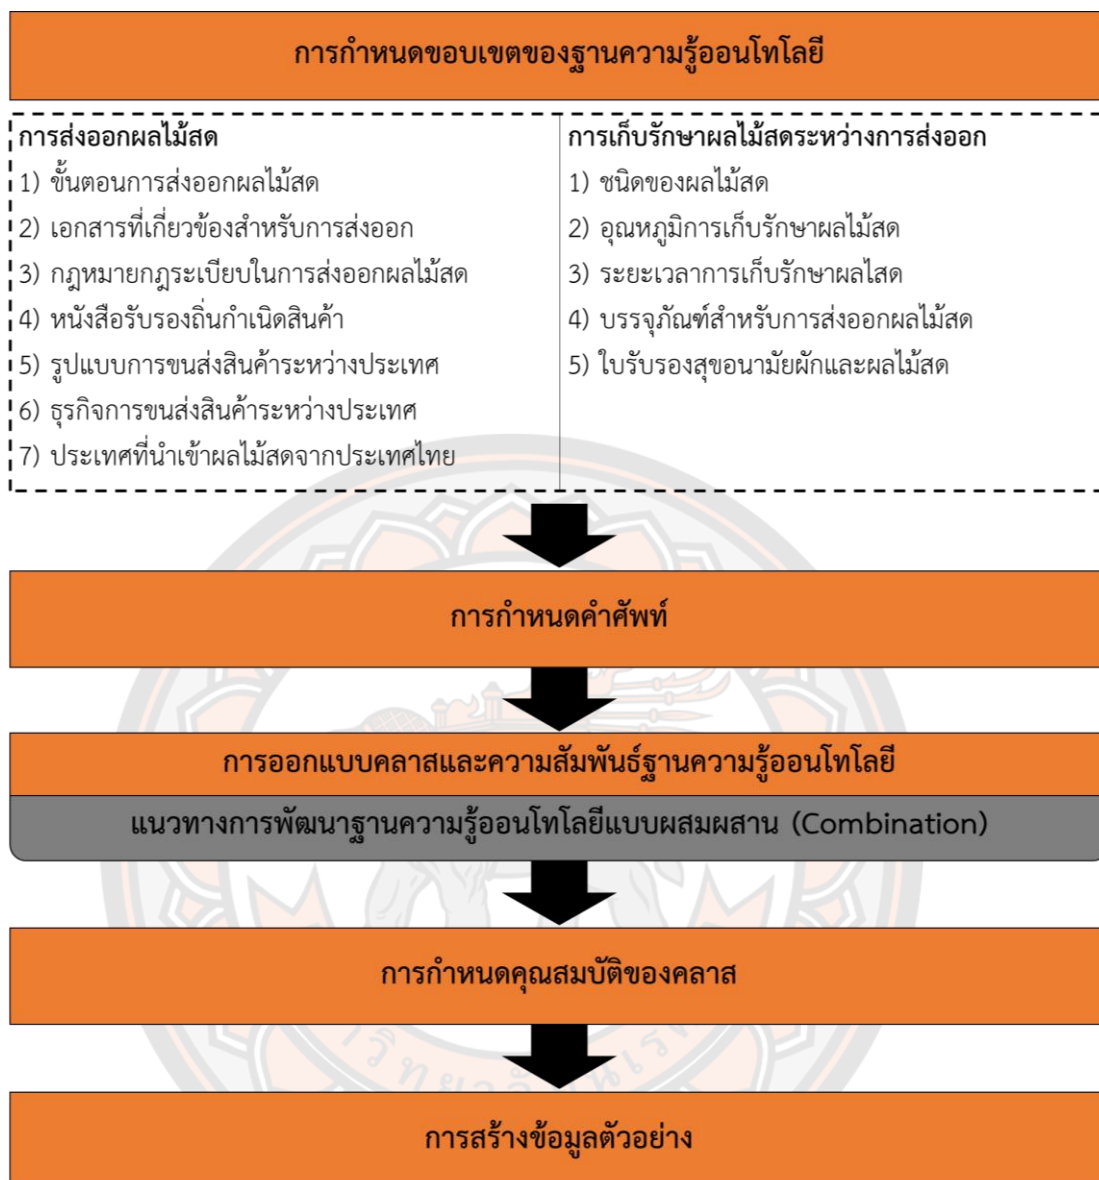 การกำหนดขอบเขตของฐานความรู้ออนโทโลยี
การส่งออกผลไม้สด
1) ขั้นตอนการส่งออกผลไม้สด
2) เอกสารที่เกี่ยวข้องสำหรับการส่งออก
3) กฎหมายกฎระเบียบในการส่งออกผลไม้สด
4) หนังสือรับรองถิ่นกำเนิดสินค้า
5) รูปแบบการขนส่งสินค้าระหว่างประเทศ
6) ธุรกิจการขนส่งสินค้าระหว่างประเทศ
7) ประเทศที่นำเข้าผลไม้สดจากประเทศไทย
การเก็บรักษาผลไม้สดระหว่างการส่งออก
1) ชนิดของผลไม้สด
2) อุณหภูมิการเก็บรักษาผลไม้สด
3) ระยะเวลาการเก็บรักษาผลไสด
4) บรรจุภัณฑ์สำหรับการส่งออกผลไม้สด
5) ใบรับรองสุขอนามัยผักและผลไม้สด
การกำหนดคำศัพท์
การออกแบบคลาสและความสัมพันธ์ฐานความรู้ออนโทโลยี
แนวทางการพัฒนาฐานความรู้ออนโทโลยีแบบผสมผสาน (Combination)
การกำหนดคุณสมบัติของคลาส
การสร้างข้อมูลตัวอย่าง